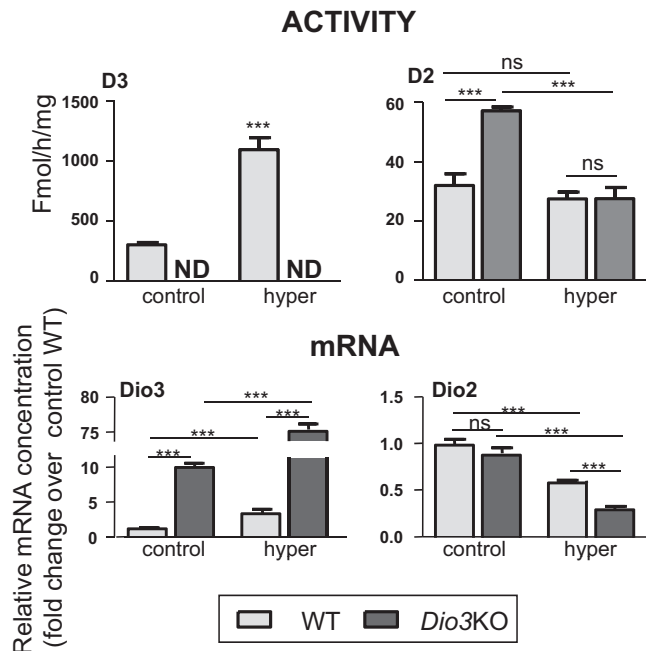 ACTIVITY
D3
Fmol/h/mg
1500
1000
500
0
***
ND
ND
control
hyper
D2
60
40
20
0
ns
***
***
ns
control
hyper
mRNA
Relative mRNA concentration
(fold change over control WT)
Dio3
80
75
10
5
0
***
***
***
***
control
hyper
Dio2
1.5
1.0
0.5
0.0
***
ns
***
***
control
hyper
WT
Dio3KO